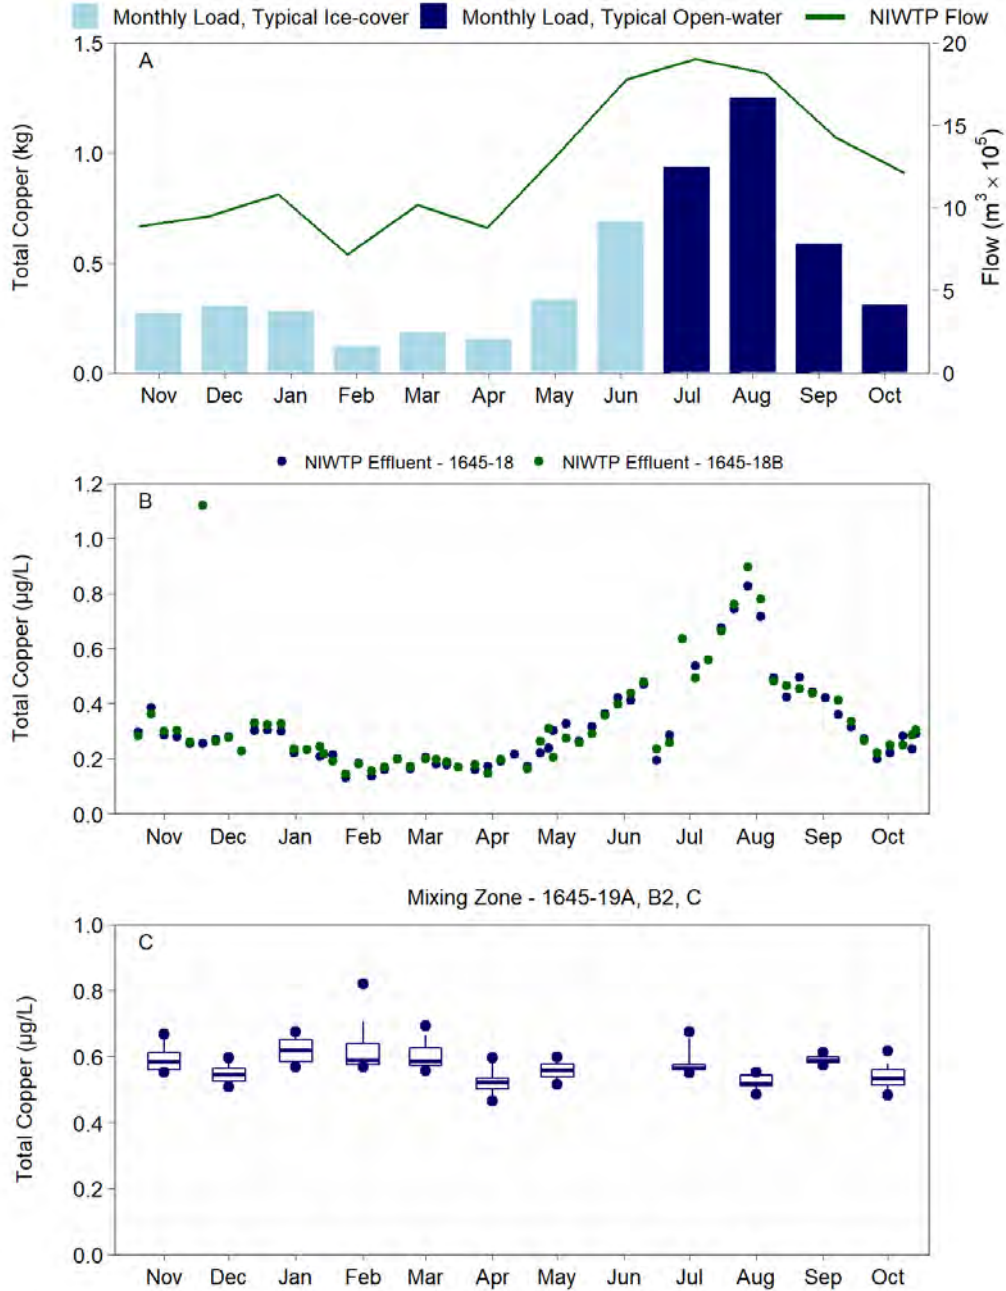 Monthly Load, Typical Ice-cover Monthly Load, Typical Open-water NIWTP Flow
A
Total Copper (kg)
1.5
1.0
0.5
0.0
Flow (m³ × 10⁵)
20
15
10
5
0
Nov Dec Jan Feb Mar Apr May Jun Jul Aug Sep Oct
NIWTP Effluent - 1645-18 NIWTP Effluent - 1645-18B
B
Total Copper (µg/L)
1.2
1.0
0.8
0.6
0.4
0.2
0.0
Nov Dec Jan Feb Mar Apr May Jun Jul Aug Sep Oct
Mixing Zone - 1645-19A, B2, C
C
Total Copper (µg/L)
1.0
0.8
0.6
0.4
0.2
0.0
Nov Dec Jan Feb Mar Apr May Jun Jul Aug Sep Oct